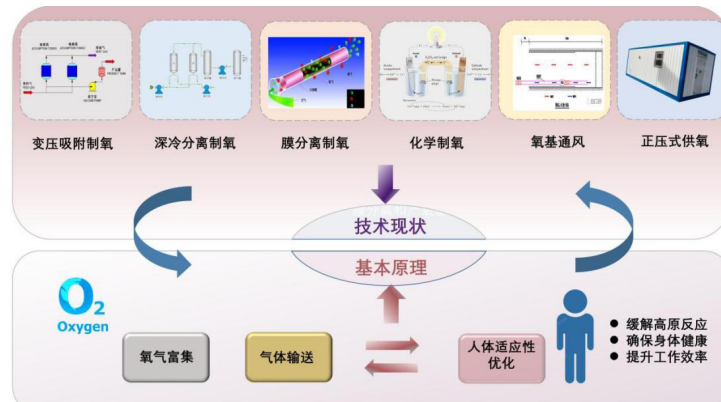 变压吸附制氧
深冷分离制氧
膜分离制氧
化学制氧
氧基通风
正压式供氧
技术现状
基本原理
O2
Oxygen
氧气富集
气体输送
人体适应性
优化
● 缓解高原反应
● 确保身体健康
● 提升工作效率